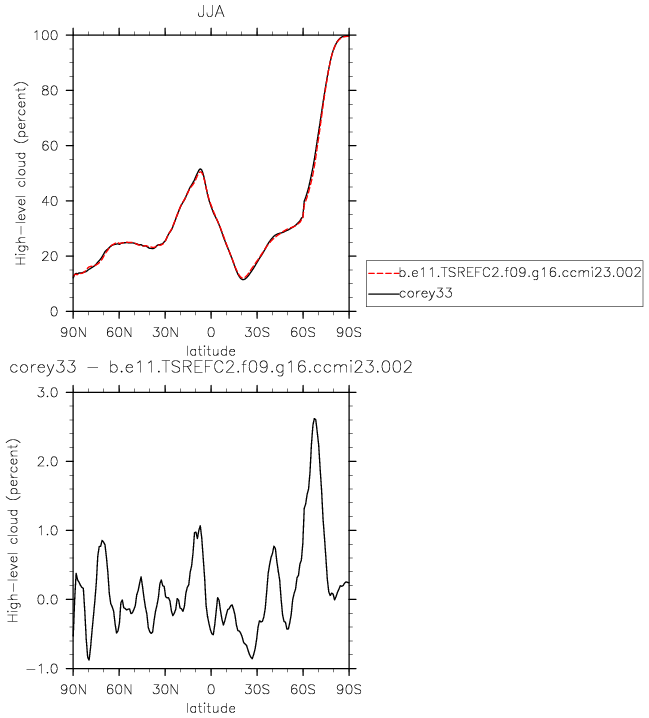 JJA
High-level cloud (percent)
100
80
60
40
20
0
90N 60N 30N 0 30S 60S 90S
latitude
b.e11.TSREFC2.f09.g16.ccmi23.002
corey33
corey33 - b.e11.TSREFC2.f09.g16.ccmi23.002
High-level cloud (percent)
3.0
2.0
1.0
0.0
-1.0
90N 60N 30N 0 30S 60S 90S
latitude